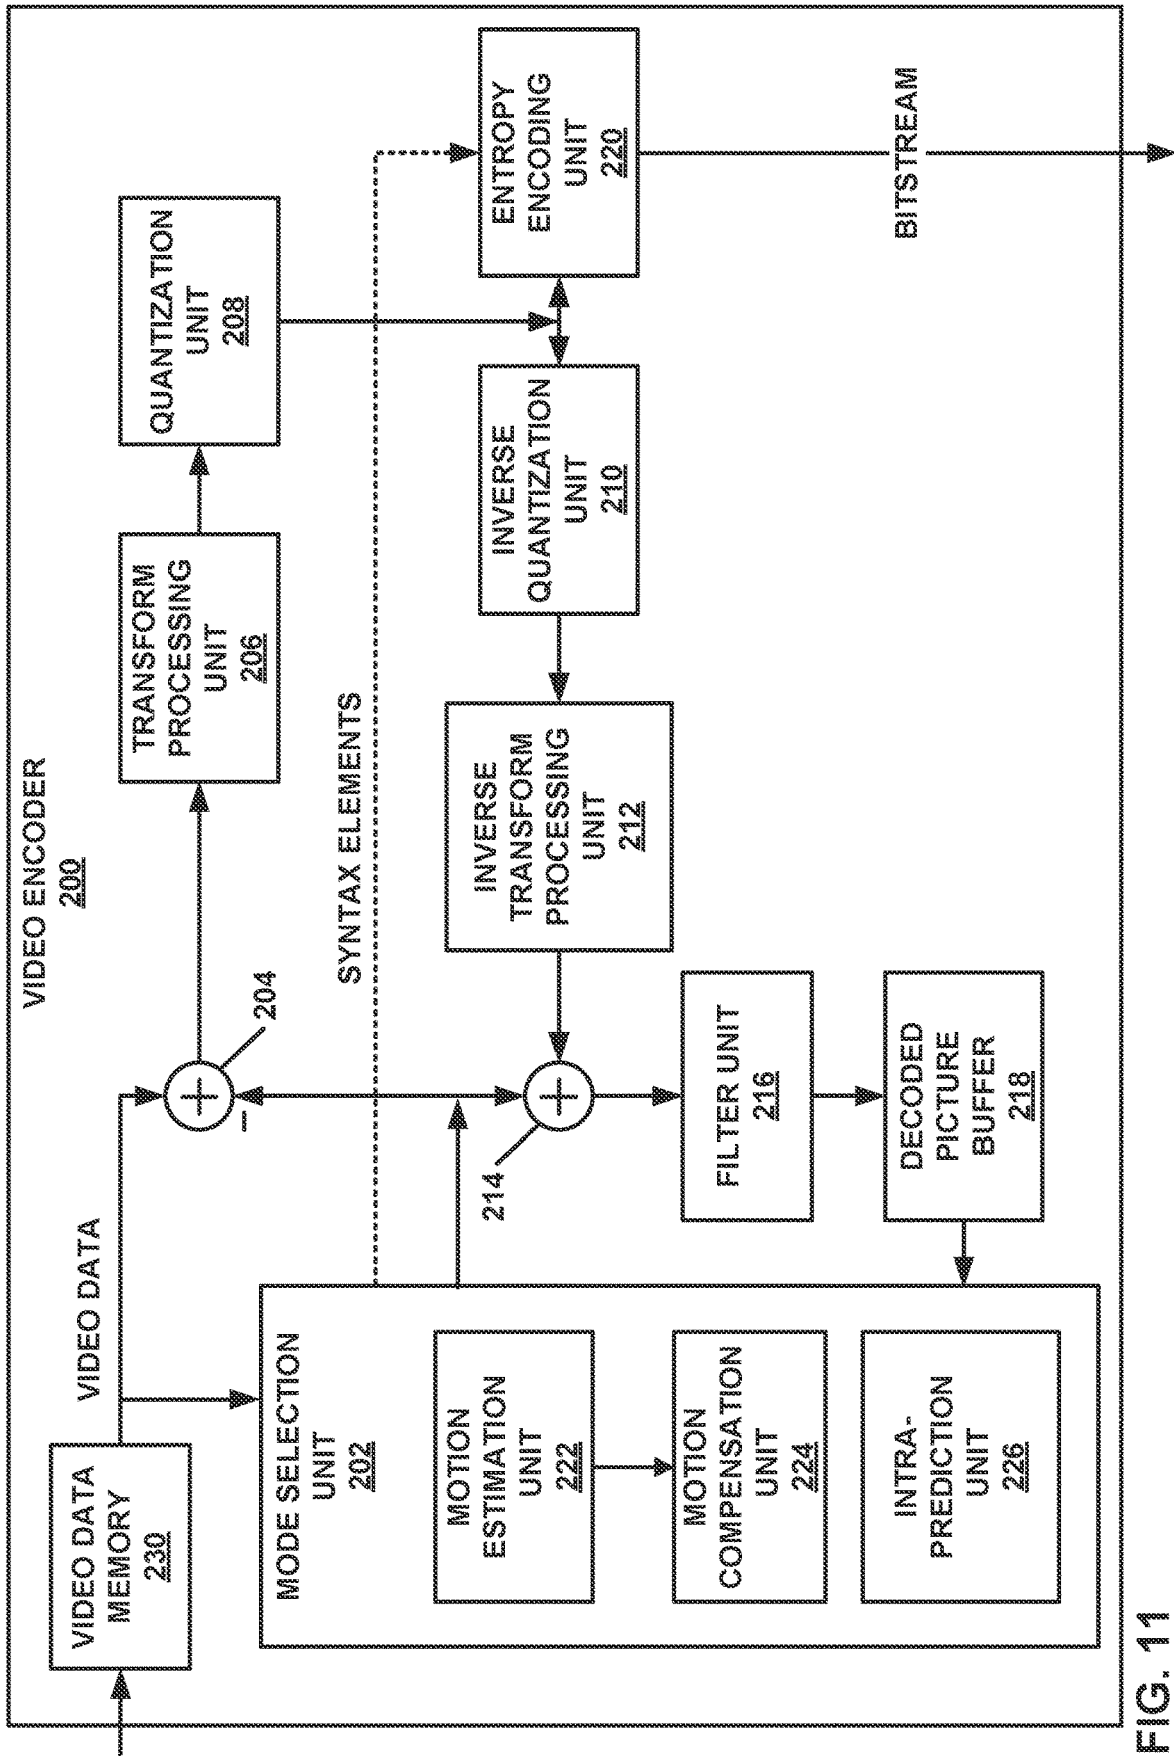 VIDEO ENCODER
200
VIDEO DATA
MEMORY
230
VIDEO DATA
204
−
TRANSFORM
PROCESSING
UNIT
206
QUANTIZATION
UNIT
208
MODE SELECTION
UNIT
202
SYNTAX ELEMENTS
MOTION
ESTIMATION
UNIT
222
MOTION
COMPENSATION
UNIT
224
INTRA-
PREDICTION
UNIT
226
214
INVERSE
TRANSFORM
PROCESSING
UNIT
212
INVERSE
QUANTIZATION
UNIT
210
ENTROPY
ENCODING
UNIT
220
FILTER UNIT
216
DECODED
PICTURE
BUFFER
218
BITSTREAM
FIG. 11